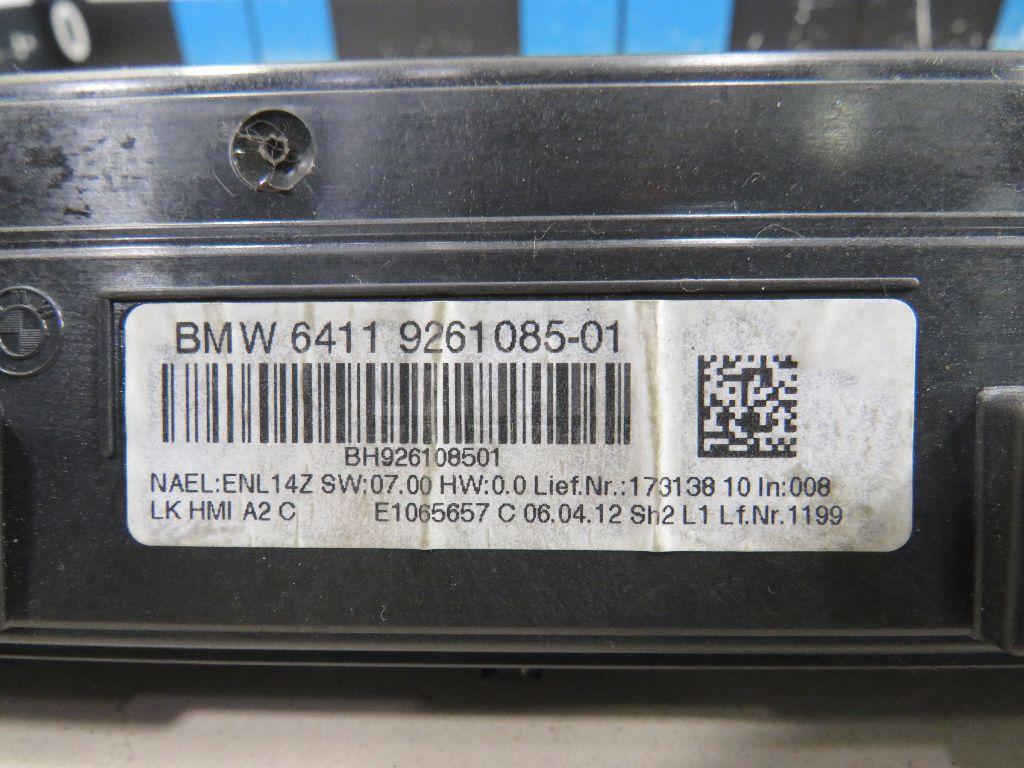 0
BMW 6411 9261085-01
BH926108501
NAEL:ENL14Z SW:07.00 HW:0.0 Lief.Nr.:173138 10 In:008
LK HMI A2 C E1065657 C 06.04.12 Sh2 L1 Lf.Nr.1199